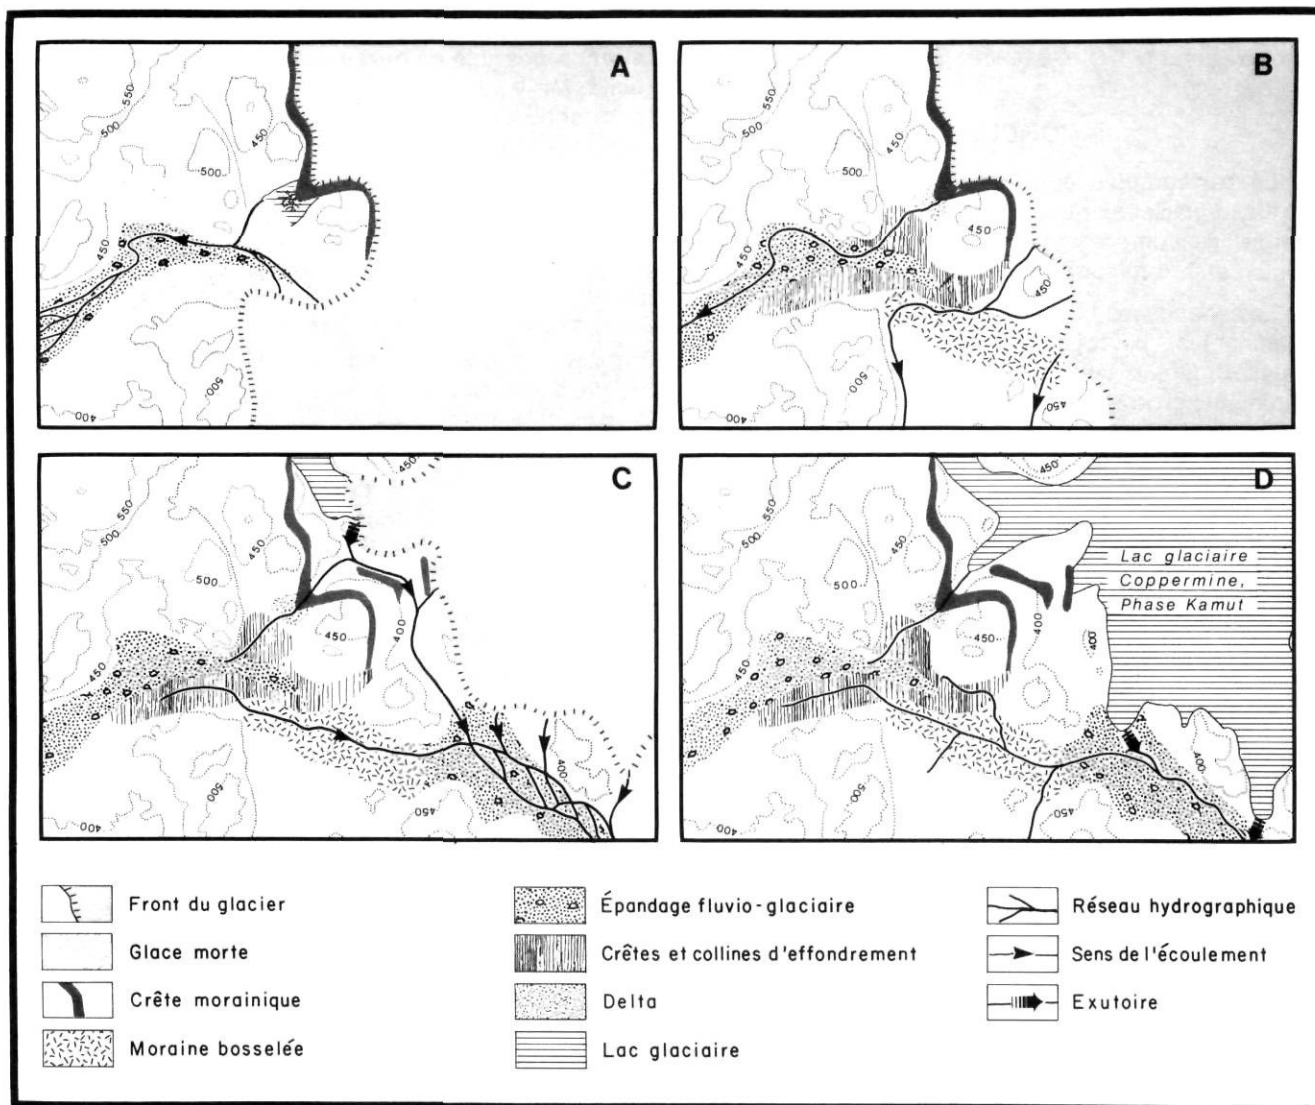 A
550
500
450
500
450
500
400
B
550
500
450
500
450
450
450
500
450
400
C
450
550
500
450
500
450
400
450
400
500
450
400
D
450
550
500
450
500
Lac glaciaire
Coppermine,
Phase Kamut
450
400
400
450
400
500
450
400
Front du glacier
Glace morte
Crête morainique
Moraine bosselée
Épandage fluvio-glaciaire
Crêtes et collines d'effondrement
Delta
Lac glaciaire
Réseau hydrographique
Sens de l'écoulement
Exutoire